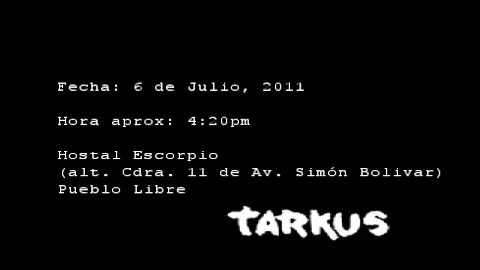 Fecha: 6 de Julio, 2011
Hora aprox: 4:20pm
Hostal Escorpio
(alt. Cdra. 11 de Av. Simón Bolivar)
Pueblo Libre
TARKUS